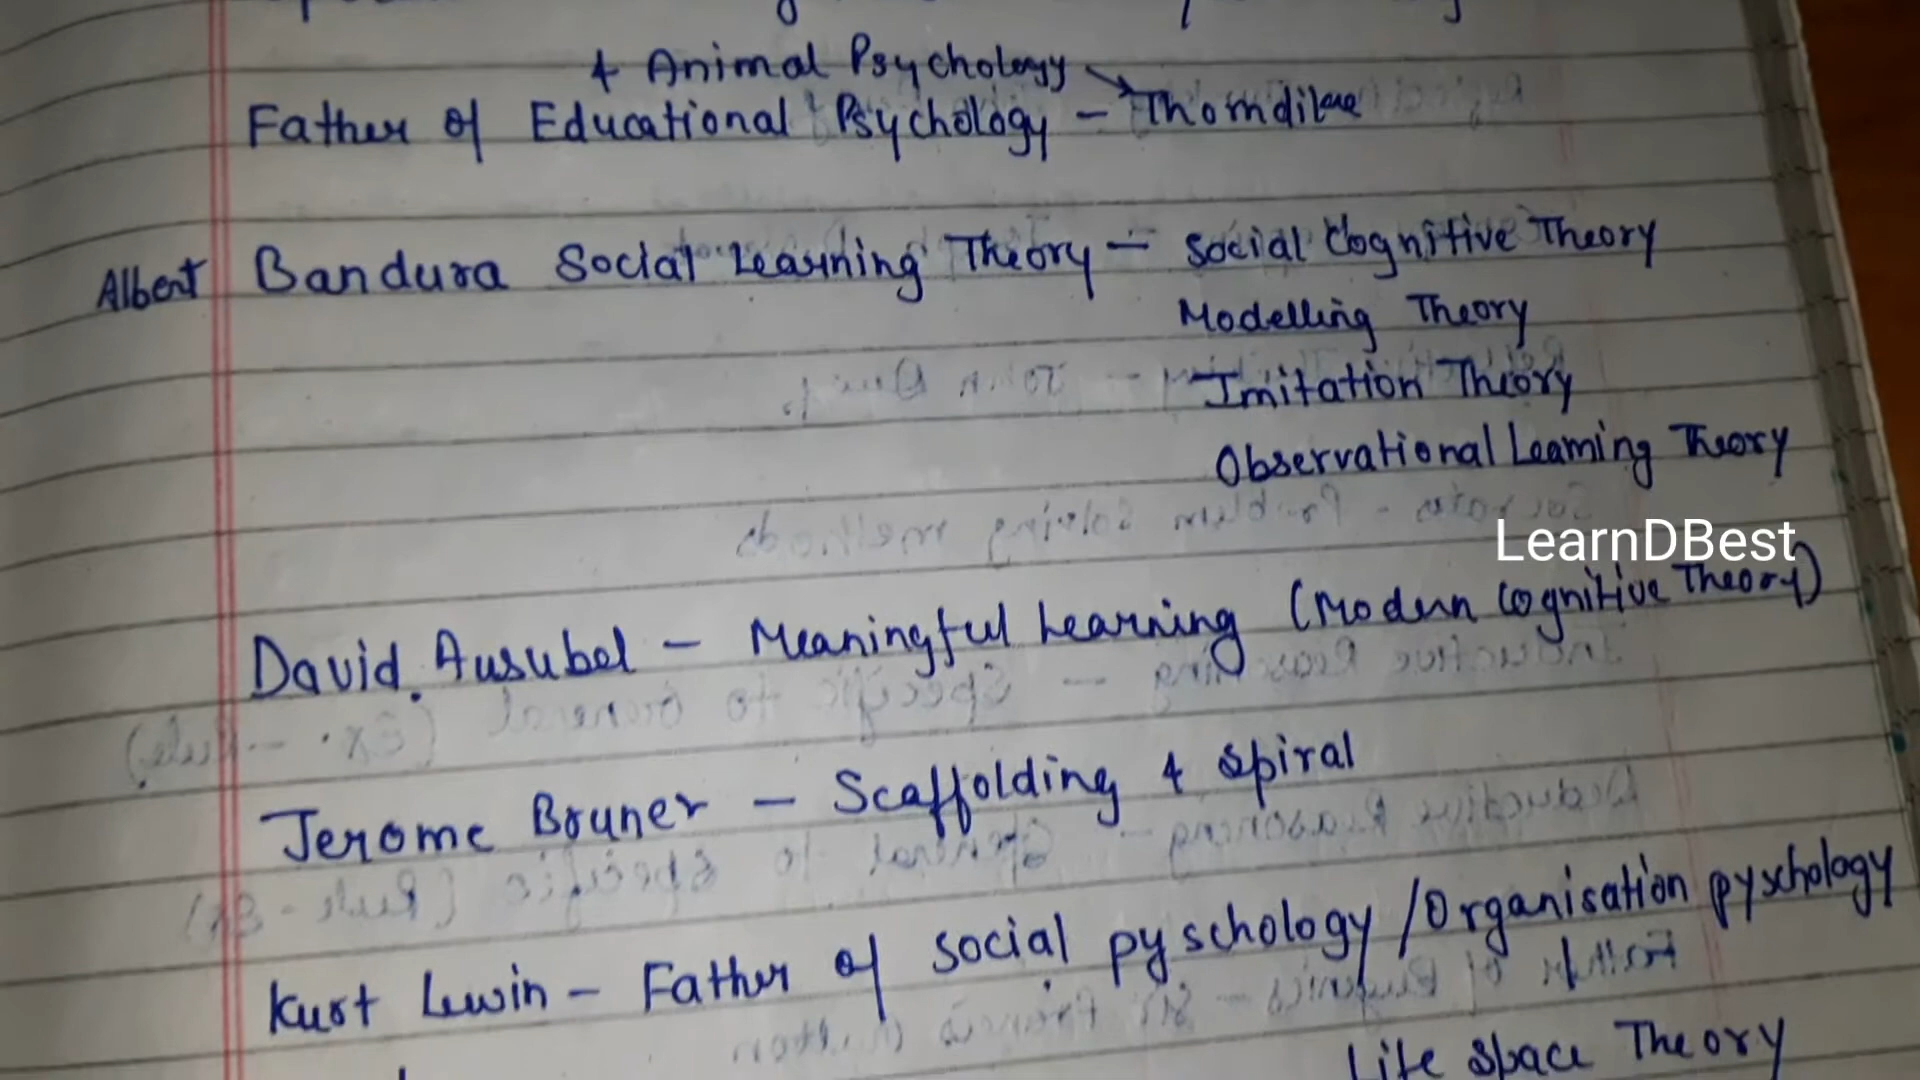 & Animal Psychology
Father of Educational Psychology - Thorndike
Albert Bandura Social Learning Theory - Social Cognitive Theory
Modelling Theory
Imitation Theory
Observational Learning Theory
LearnDBest
David Ausubel - Meaningful Learning (Modern Cognitive Theory)
Jerome Bruner - Scaffolding & Spiral
Kurt Lewin - Father of Social pyschology / Organisation pyschology
Life Space Theory